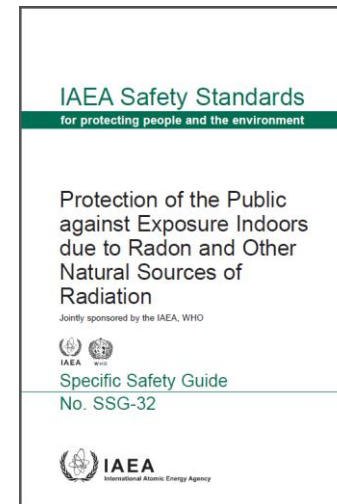 IAEA Safety Standards
for protecting people and the environment
Protection of the Public
against Exposure Indoors
due to Radon and Other
Natural Sources of
Radiation
Jointly sponsored by the IAEA, WHO
IAEA WHO
Specific Safety Guide
No. SSG-32
IAEA
International Atomic Energy Agency